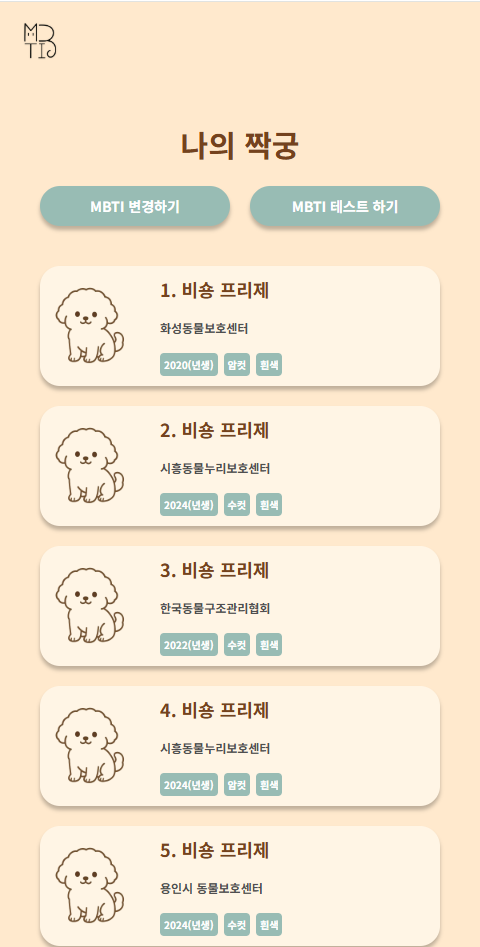 MB
TI
나의 짝궁
MBTI 변경하기
MBTI 테스트 하기
1. 비숑 프리제
화성동물보호센터
2020(년생) 암컷 흰색
2. 비숑 프리제
시흥동물누리보호센터
2024(년생) 수컷 흰색
3. 비숑 프리제
한국동물구조관리협회
2022(년생) 수컷 흰색
4. 비숑 프리제
시흥동물누리보호센터
2024(년생) 암컷 흰색
5. 비숑 프리제
용인시 동물보호센터
2024(년생) 수컷 흰색